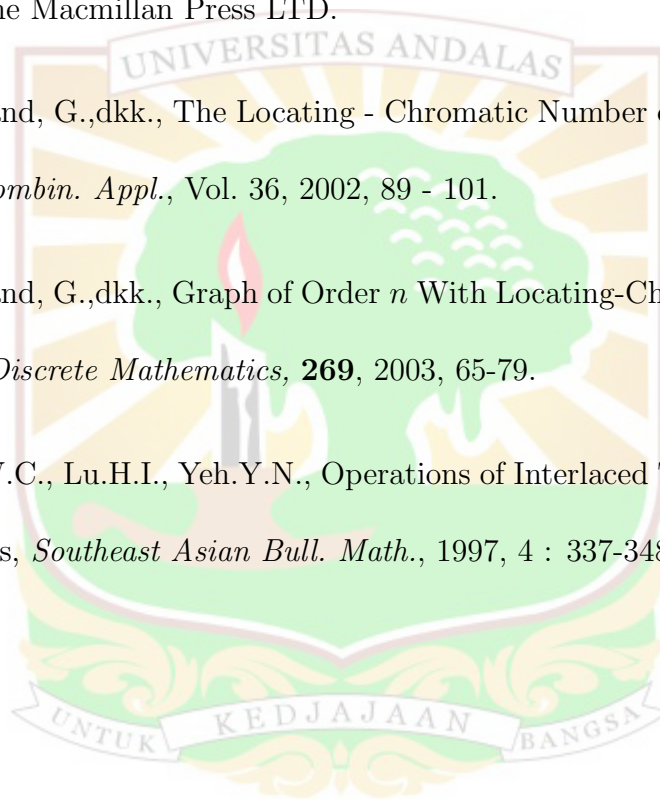 he Macmillan Press LTD.
UNIVERSITAS ANDALAS
nd, G.,dkk., The Locating - Chromatic Number
ombin. Appl., Vol. 36, 2002, 89 - 101.
nd, G.,dkk., Graph of Order n With Locating-Ch
Discrete Mathematics, 269, 2003, 65-79.
.C., Lu.H.I., Yeh.Y.N., Operations of Interlaced
s, Southeast Asian Bull. Math., 1997, 4 : 337-348
UNTUK KEDJAJAAN BANGSA